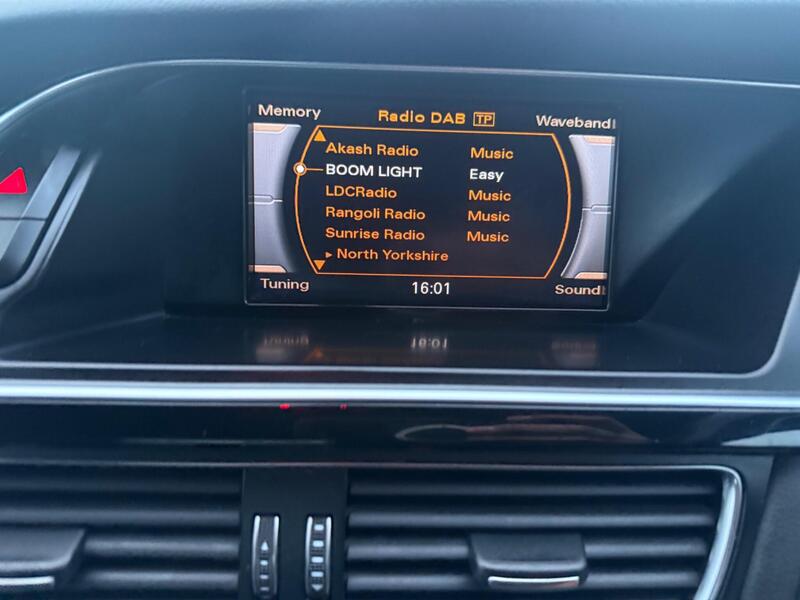 Memory Radio DAB TP Waveband
Akash Radio Music
BOOM LIGHT Easy
LDCRadio Music
Rangoli Radio Music
Sunrise Radio Music
North Yorkshire
Tuning 16:01 Sound